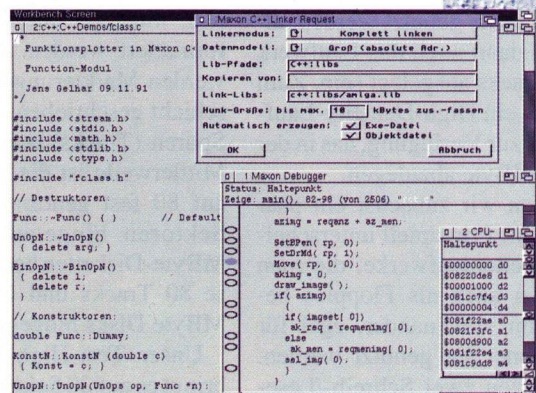 Workbench Screen
2:c++:C++Demos/fclass.c
/*
Funktionsplotter in Maxon C+
Function-Modul
Jens Gelhar 09.11.91
*/
#include <stream.h>
#include <stdio.h>
#include <math.h>
#include <stdlib.h>
#include <ctype.h>
#include "fclass.h"
// Destruktoren
Func::~Func() { } // Default
UnOpN::~UnOpN()
{ delete arg; }
BinOpN::~BinOpN()
{ delete l;
delete r;
}
// Konstruktoren:
double Func::Dummy;
KonstN::KonstN (double c)
{ Konst = c; }
UnOpN::UnOpN(UnOps op, Func *n):
Maxon C++ Linker Request
Linkermodus: Komplett linken
Datenmodell: Groß (absolute Adr.)
Lib-Pfade: C++:libs
Kopieren von:
Link-Libs: C++:libs/amiga.lib
Hunk-Größe: bis max. 10 kBytes zus.-fassen
Automatisch erzeugen: Exe-Datei
Objektdatei
OK Abbruch
1 Maxon Debugger
Status: Haltepunkt
Zeige: main(), 82-98 (von 2506) "
}
azimg = reqanz + az_men;
SetBPen( rp, 0);
SetDrMd( rp, 1);
Move( rp, 0, 0);
akimg = 0;
draw_image( );
if( azimg)
{
if( imgset[ 0])
ak_req = reqmenimg[ 0];
else
ak_men = reqmenimg[ 0];
sel_img( 0);
}
}
2 CPU-
Haltepunkt
$00000000 d0
$08220de8 d1
$00001000 d2
$081cc7f4 d3
$00000004 d4
$081f22ae a0
$0821f3fc a1
$0800d900 a2
$081f22e4 a3
$081c9dd8 a4